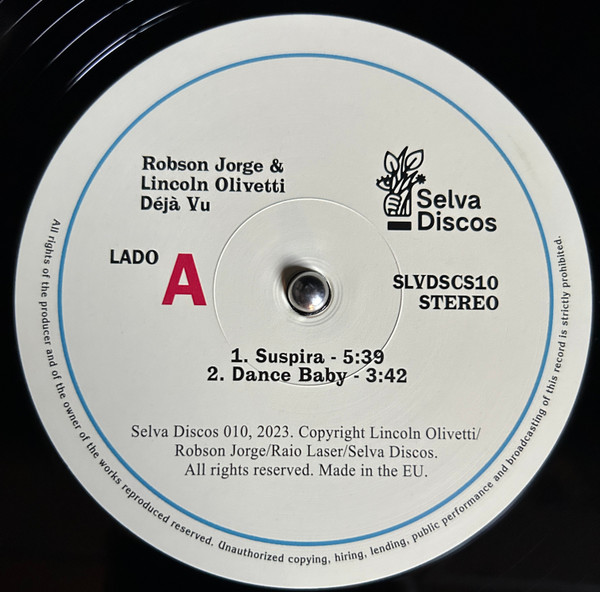 Robson Jorge &
Lincoln Olivetti
Déjà Vu
Selva
Discos
LADO A
SLVDSCS10
STEREO
1. Suspira - 5:39
2. Dance Baby - 3:42
Selva Discos 010, 2023. Copyright Lincoln Olivetti/
Robson Jorge/Raio Laser/Selva Discos.
All rights reserved. Made in the EU.
All rights of the producer and of the owner of the works reproduced reserved. Unauthorized copying, hiring, lending, public performance and broadcasting of this record is strictly prohibited.